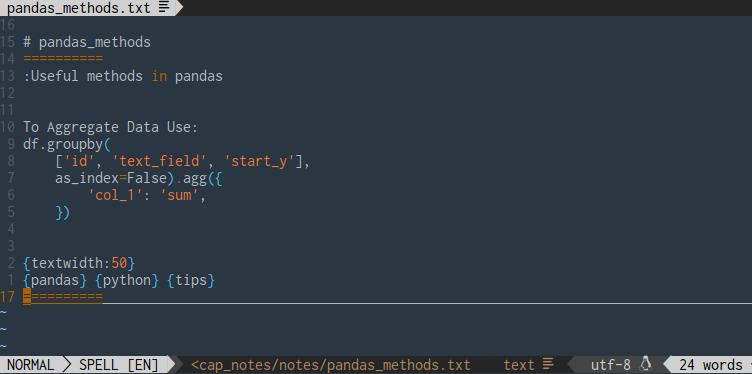 pandas_methods.txt
16
15 # pandas_methods
14 ==========
13 :Useful methods in pandas
12
11
10 To Aggregate Data Use:
9 df.groupby(
8     ['id', 'text_field', 'start_y'],
7     as_index=False).agg({
6         'col_1': 'sum',
5     })
4
3
2 {textwidth:50}
1 {pandas} {python} {tips}
17 ==========
~
~
~
NORMAL SPELL [EN] <cap_notes/notes/pandas_methods.txt text utf-8 24 words